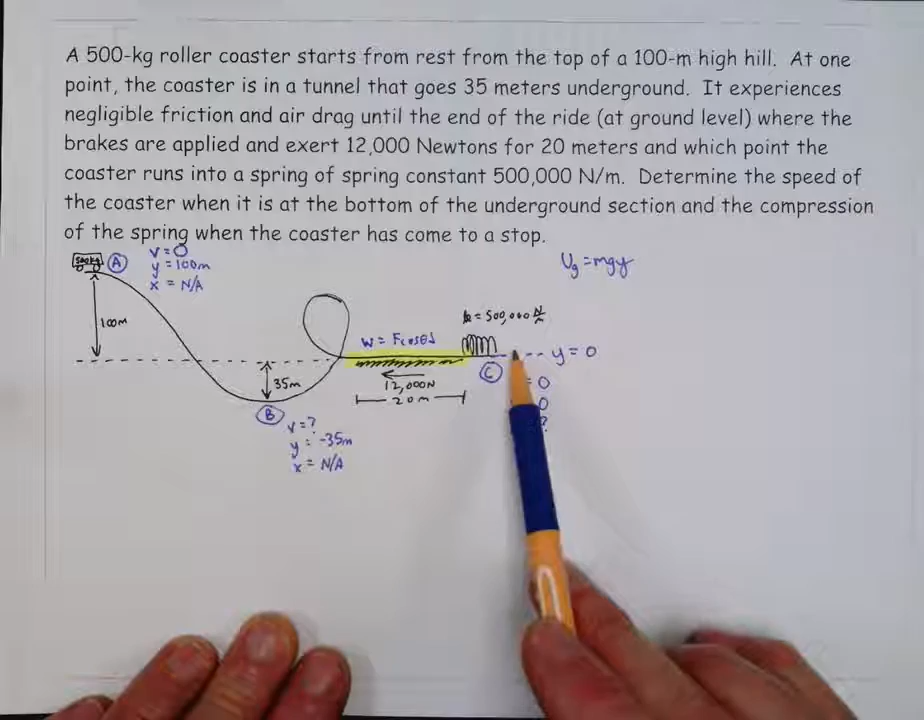 A 500-kg roller coaster starts from rest from the top of a 100-m high hill. At one
point, the coaster is in a tunnel that goes 35 meters underground. It experiences
negligible friction and air drag until the end of the ride (at ground level) where the
brakes are applied and exert 12,000 Newtons for 20 meters and which point the
coaster runs into a spring of spring constant 500,000 N/m. Determine the speed of
the coaster when it is at the bottom of the underground section and the compression
of the spring when the coaster has come to a stop.
500kg A
v=0
y=100m
x = N/A
Ug=mgy
100m
k = 500,000 N/m
W = Fcosθd
y = 0
35m
12,000N
20m
C
= 0
0
?
B
v=?
y = -35m
x = N/A